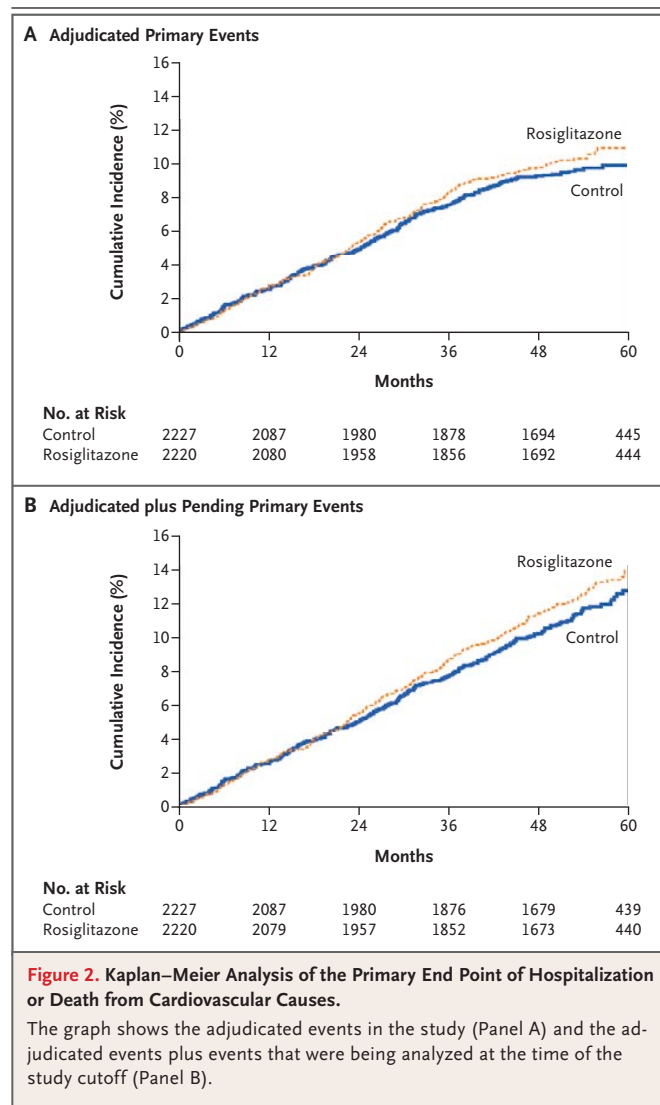 A Adjudicated Primary Events
16
14
12
10
8
6
4
2
0
Cumulative Incidence (%)
Rosiglitazone
Control
0 12 24 36 48 60
Months
No. at Risk
Control 2227 2087 1980 1878 1694 445
Rosiglitazone 2220 2080 1958 1856 1692 444
B Adjudicated plus Pending Primary Events
16
14
12
10
8
6
4
2
0
Cumulative Incidence (%)
Rosiglitazone
Control
0 12 24 36 48 60
Months
No. at Risk
Control 2227 2087 1980 1876 1679 439
Rosiglitazone 2220 2079 1957 1852 1673 440
Figure 2. Kaplan–Meier Analysis of the Primary End Point of Hospitalization
or Death from Cardiovascular Causes.
The graph shows the adjudicated events in the study (Panel A) and the ad-
judicated events plus events that were being analyzed at the time of the
study cutoff (Panel B).